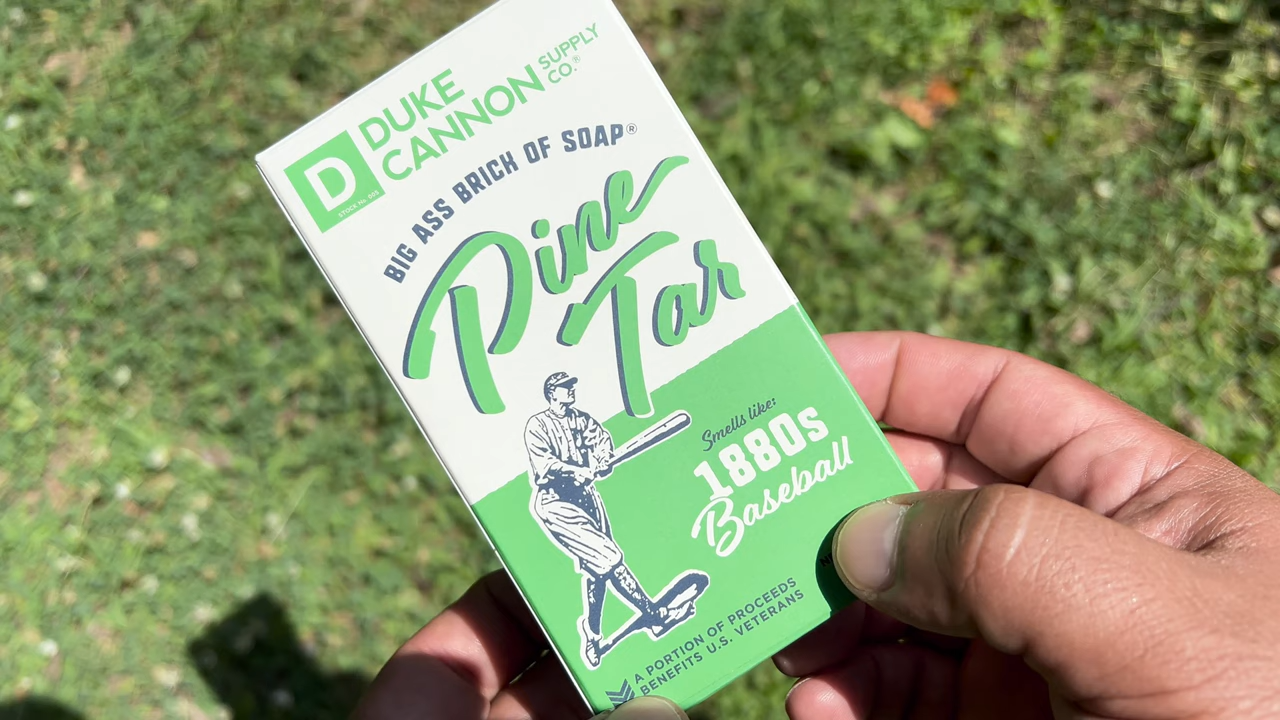 D
DUKE
CANNON
SUPPLY
CO.®
BIG ASS BRICK OF SOAP®
Pine
Tar
Smells like:
1880s
Baseball
A PORTION OF PROCEEDS
BENEFITS U.S. VETERANS